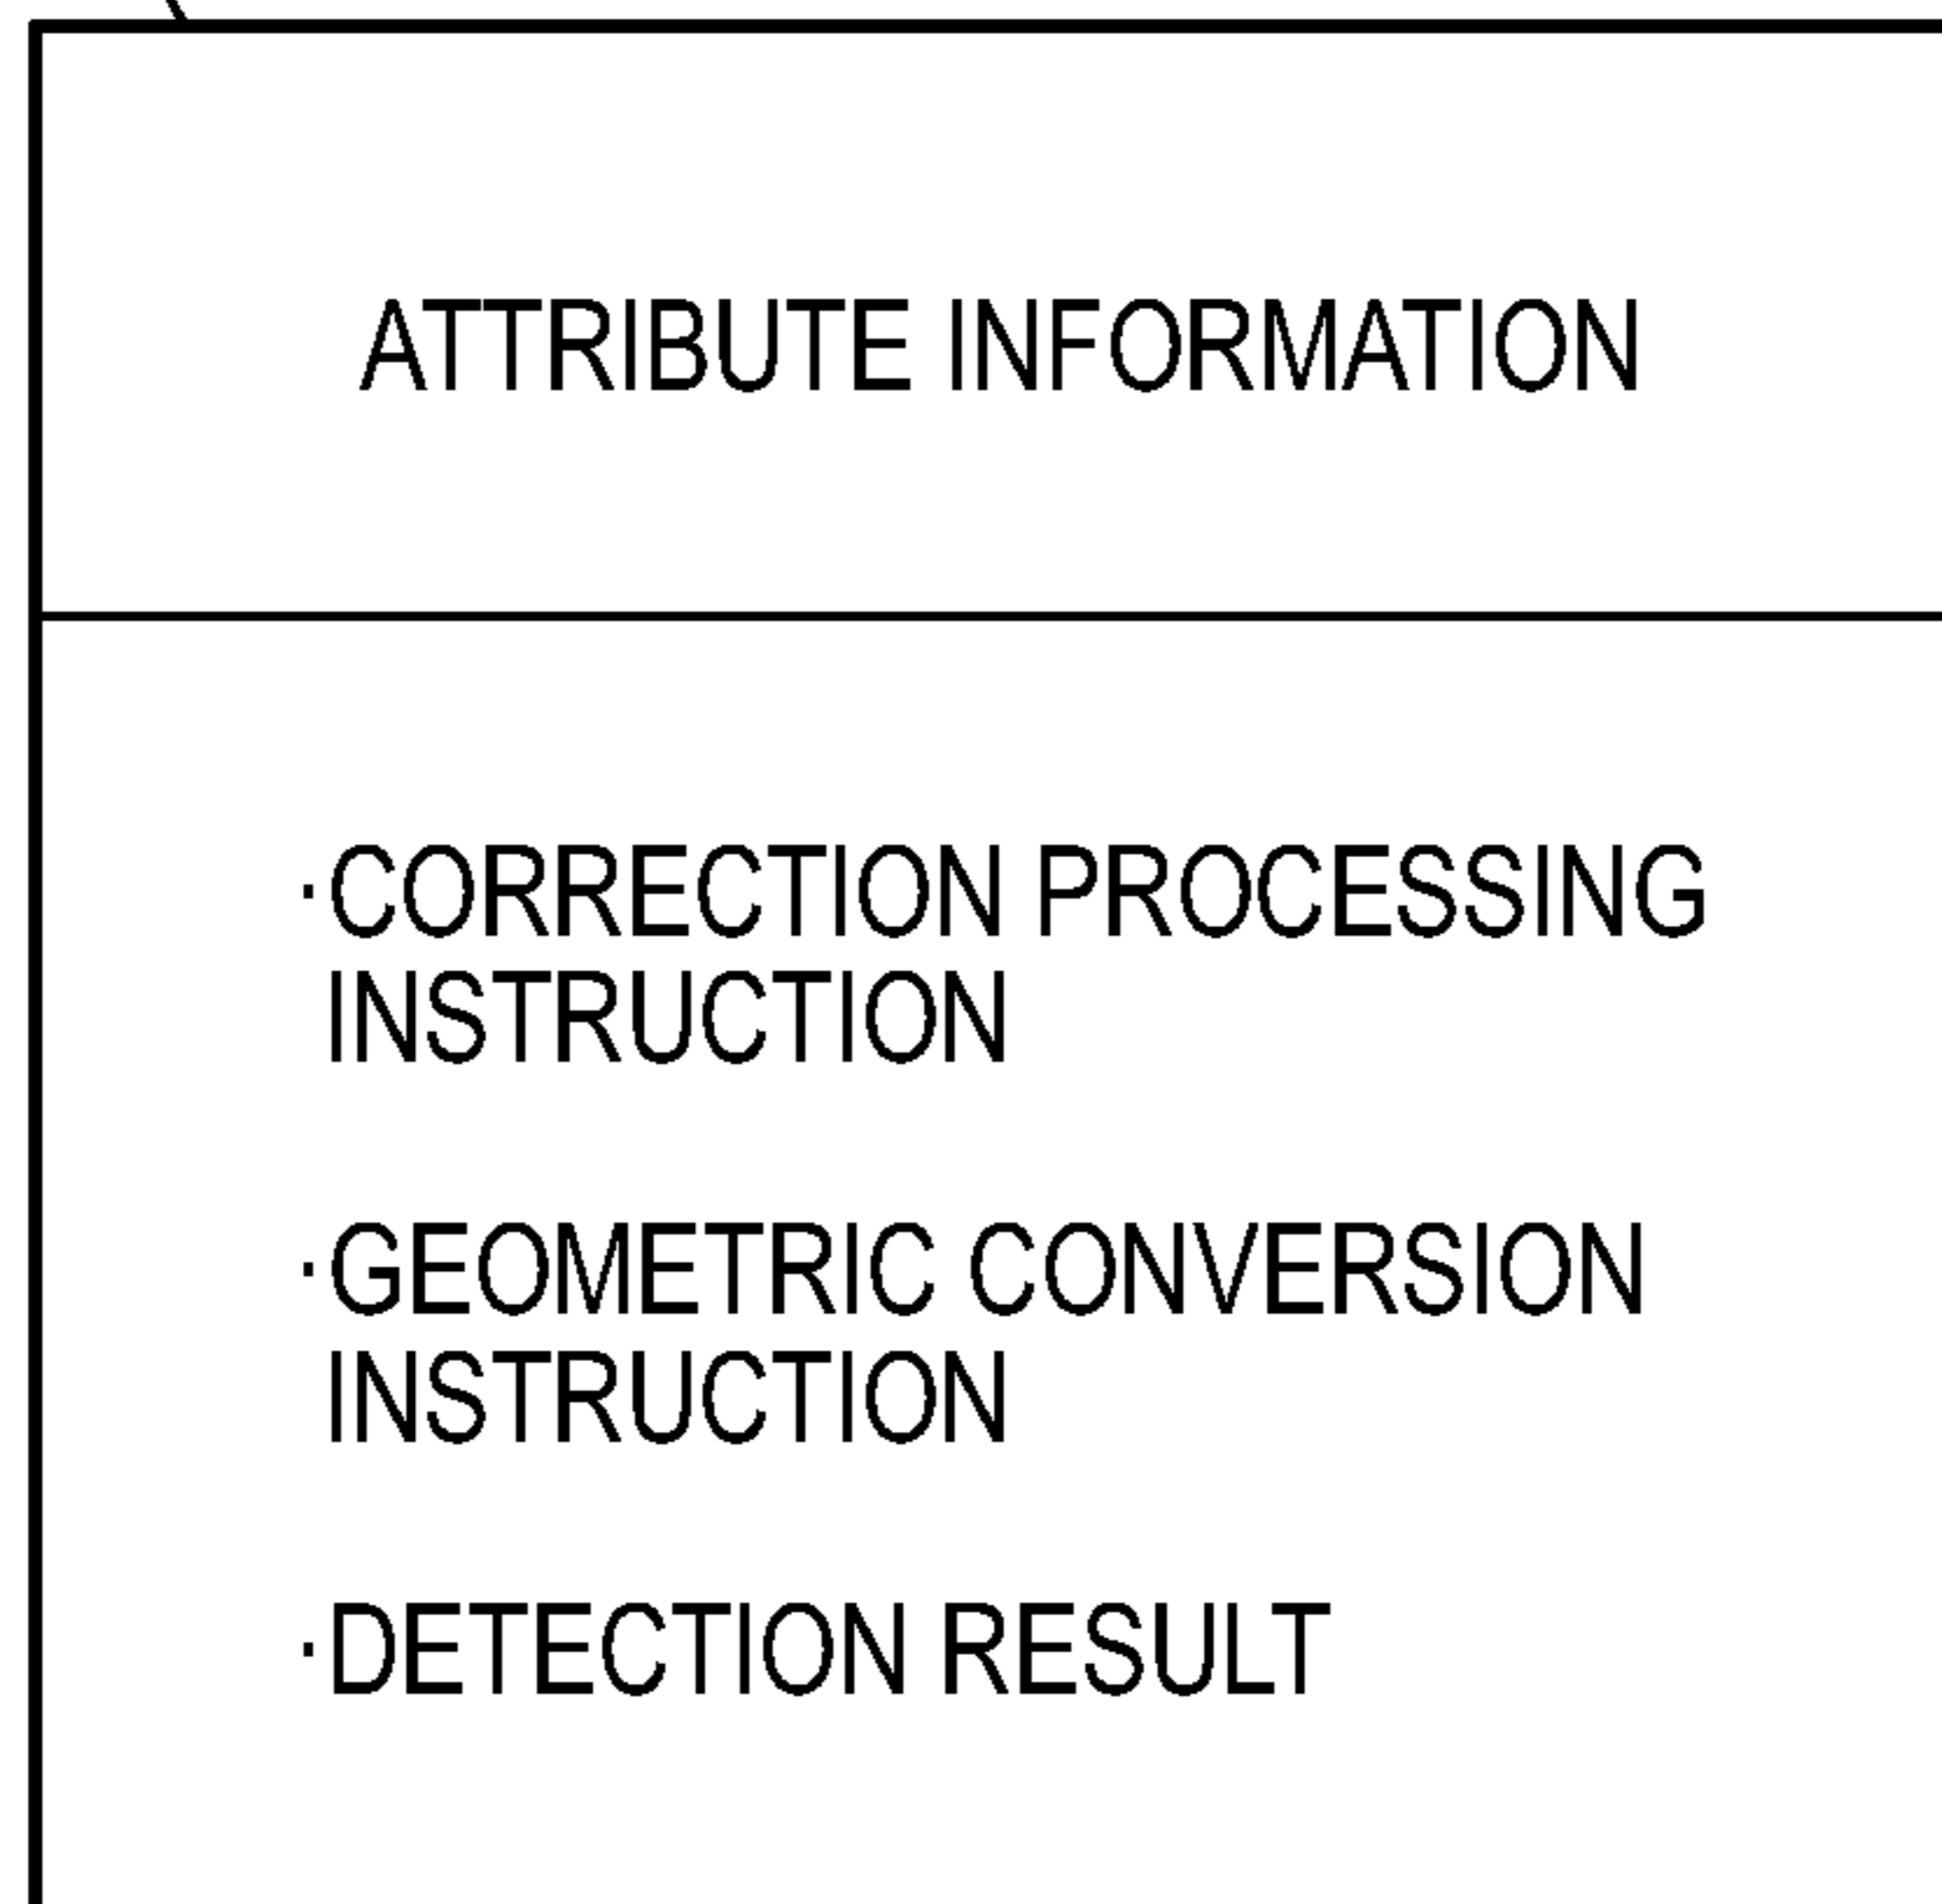 ATTRIBUTE INFORMATION
·CORRECTION PROCESSING
INSTRUCTION
·GEOMETRIC CONVERSION
INSTRUCTION
·DETECTION RESULT